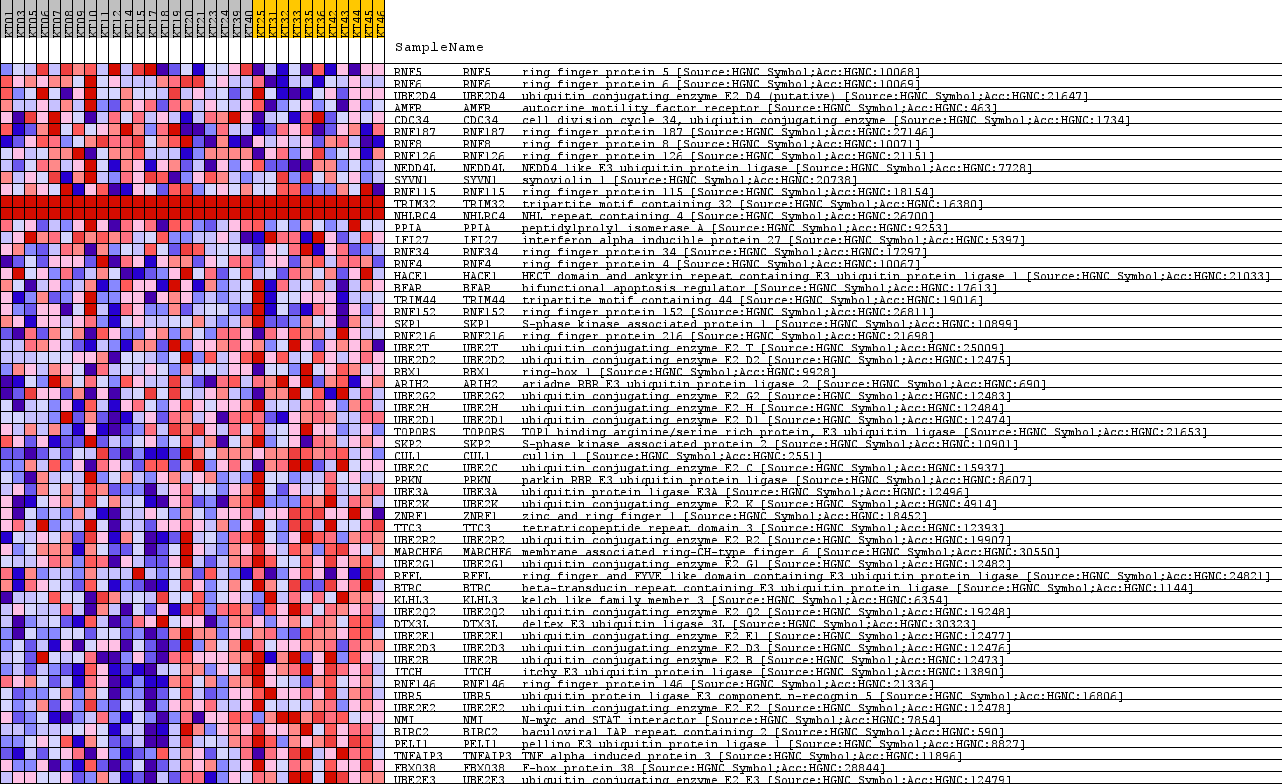 KT01 KT03 KT05 KT06 KT07 KT08 KT09 KT10 KT11 KT12 KT14 KT15 KT17 KT18 KT19 KT20 KT21 KT23 KT24 KT39 KT40 KT25 KT31 KT32 KT33 KT35 KT36 KT42 KT43 KT44 KT45 KT46
SampleName
RNF5 RNF5 ring finger protein 5 [Source:HGNC Symbol;Acc:HGNC:10068]
RNF6 RNF6 ring finger protein 6 [Source:HGNC Symbol;Acc:HGNC:10069]
UBE2D4 UBE2D4 ubiquitin conjugating enzyme E2 D4 (putative) [Source:HGNC Symbol;Acc:HGNC:21647]
AMFR AMFR autocrine motility factor receptor [Source:HGNC Symbol;Acc:HGNC:463]
CDC34 CDC34 cell division cycle 34, ubiquitin conjugating enzyme [Source:HGNC Symbol;Acc:HGNC:1734]
RNF187 RNF187 ring finger protein 187 [Source:HGNC Symbol;Acc:HGNC:27146]
RNF8 RNF8 ring finger protein 8 [Source:HGNC Symbol;Acc:HGNC:10071]
RNF126 RNF126 ring finger protein 126 [Source:HGNC Symbol;Acc:HGNC:21151]
NEDD4L NEDD4L NEDD4 like E3 ubiquitin protein ligase [Source:HGNC Symbol;Acc:HGNC:7728]
SYVN1 SYVN1 synoviolin 1 [Source:HGNC Symbol;Acc:HGNC:20738]
RNF115 RNF115 ring finger protein 115 [Source:HGNC Symbol;Acc:HGNC:18154]
TRIM32 TRIM32 tripartite motif containing 32 [Source:HGNC Symbol;Acc:HGNC:16380]
NHLRC4 NHLRC4 NHL repeat containing 4 [Source:HGNC Symbol;Acc:HGNC:26700]
PPIA PPIA peptidylprolyl isomerase A [Source:HGNC Symbol;Acc:HGNC:9253]
IFI27 IFI27 interferon alpha inducible protein 27 [Source:HGNC Symbol;Acc:HGNC:5397]
RNF34 RNF34 ring finger protein 34 [Source:HGNC Symbol;Acc:HGNC:17297]
RNF4 RNF4 ring finger protein 4 [Source:HGNC Symbol;Acc:HGNC:10067]
HACE1 HACE1 HECT domain and ankyrin repeat containing E3 ubiquitin protein ligase 1 [Source:HGNC Symbol;Acc:HGNC:21033]
BFAR BFAR bifunctional apoptosis regulator [Source:HGNC Symbol;Acc:HGNC:17613]
TRIM44 TRIM44 tripartite motif containing 44 [Source:HGNC Symbol;Acc:HGNC:19016]
RNF152 RNF152 ring finger protein 152 [Source:HGNC Symbol;Acc:HGNC:26811]
SKP1 SKP1 S-phase kinase associated protein 1 [Source:HGNC Symbol;Acc:HGNC:10899]
RNF216 RNF216 ring finger protein 216 [Source:HGNC Symbol;Acc:HGNC:21698]
UBE2T UBE2T ubiquitin conjugating enzyme E2 T [Source:HGNC Symbol;Acc:HGNC:25009]
UBE2D2 UBE2D2 ubiquitin conjugating enzyme E2 D2 [Source:HGNC Symbol;Acc:HGNC:12475]
RBX1 RBX1 ring-box 1 [Source:HGNC Symbol;Acc:HGNC:9928]
ARIH2 ARIH2 ariadne RBR E3 ubiquitin protein ligase 2 [Source:HGNC Symbol;Acc:HGNC:690]
UBE2G2 UBE2G2 ubiquitin conjugating enzyme E2 G2 [Source:HGNC Symbol;Acc:HGNC:12483]
UBE2H UBE2H ubiquitin conjugating enzyme E2 H [Source:HGNC Symbol;Acc:HGNC:12484]
UBE2D1 UBE2D1 ubiquitin conjugating enzyme E2 D1 [Source:HGNC Symbol;Acc:HGNC:12474]
TOPORS TOPORS TOP1 binding arginine/serine rich protein, E3 ubiquitin ligase [Source:HGNC Symbol;Acc:HGNC:21653]
SKP2 SKP2 S-phase kinase associated protein 2 [Source:HGNC Symbol;Acc:HGNC:10901]
CUL1 CUL1 cullin 1 [Source:HGNC Symbol;Acc:HGNC:2551]
UBE2C UBE2C ubiquitin conjugating enzyme E2 C [Source:HGNC Symbol;Acc:HGNC:15937]
PRKN PRKN parkin RBR E3 ubiquitin protein ligase [Source:HGNC Symbol;Acc:HGNC:8607]
UBE3A UBE3A ubiquitin protein ligase E3A [Source:HGNC Symbol;Acc:HGNC:12496]
UBE2K UBE2K ubiquitin conjugating enzyme E2 K [Source:HGNC Symbol;Acc:HGNC:4914]
ZNRF1 ZNRF1 zinc and ring finger 1 [Source:HGNC Symbol;Acc:HGNC:18452]
TTC3 TTC3 tetratricopeptide repeat domain 3 [Source:HGNC Symbol;Acc:HGNC:12393]
UBE2R2 UBE2R2 ubiquitin conjugating enzyme E2 R2 [Source:HGNC Symbol;Acc:HGNC:19907]
MARCHF6 MARCHF6 membrane associated ring-CH-type finger 6 [Source:HGNC Symbol;Acc:HGNC:30550]
UBE2G1 UBE2G1 ubiquitin conjugating enzyme E2 G1 [Source:HGNC Symbol;Acc:HGNC:12482]
RFFL RFFL ring finger and FYVE like domain containing E3 ubiquitin protein ligase [Source:HGNC Symbol;Acc:HGNC:24821]
BTRC BTRC beta-transducin repeat containing E3 ubiquitin protein ligase [Source:HGNC Symbol;Acc:HGNC:1144]
KLHL3 KLHL3 kelch like family member 3 [Source:HGNC Symbol;Acc:HGNC:6354]
UBE2Q2 UBE2Q2 ubiquitin conjugating enzyme E2 Q2 [Source:HGNC Symbol;Acc:HGNC:19248]
DTX3L DTX3L deltex E3 ubiquitin ligase 3L [Source:HGNC Symbol;Acc:HGNC:30323]
UBE2E1 UBE2E1 ubiquitin conjugating enzyme E2 E1 [Source:HGNC Symbol;Acc:HGNC:12477]
UBE2D3 UBE2D3 ubiquitin conjugating enzyme E2 D3 [Source:HGNC Symbol;Acc:HGNC:12476]
UBE2B UBE2B ubiquitin conjugating enzyme E2 B [Source:HGNC Symbol;Acc:HGNC:12473]
ITCH ITCH itchy E3 ubiquitin protein ligase [Source:HGNC Symbol;Acc:HGNC:13890]
RNF146 RNF146 ring finger protein 146 [Source:HGNC Symbol;Acc:HGNC:21336]
UBR5 UBR5 ubiquitin protein ligase E3 component n-recognin 5 [Source:HGNC Symbol;Acc:HGNC:16806]
UBE2E2 UBE2E2 ubiquitin conjugating enzyme E2 E2 [Source:HGNC Symbol;Acc:HGNC:12478]
NMI NMI N-myc and STAT interactor [Source:HGNC Symbol;Acc:HGNC:7854]
BIRC2 BIRC2 baculoviral IAP repeat containing 2 [Source:HGNC Symbol;Acc:HGNC:590]
PELI1 PELI1 pellino E3 ubiquitin protein ligase 1 [Source:HGNC Symbol;Acc:HGNC:8827]
TNFAIP3 TNFAIP3 TNF alpha induced protein 3 [Source:HGNC Symbol;Acc:HGNC:11896]
FBXO38 FBXO38 F-box protein 38 [Source:HGNC Symbol;Acc:HGNC:28844]
UBE2E3 UBE2E3 ubiquitin conjugating enzyme E2 E3 [Source:HGNC Symbol;Acc:HGNC:12479]